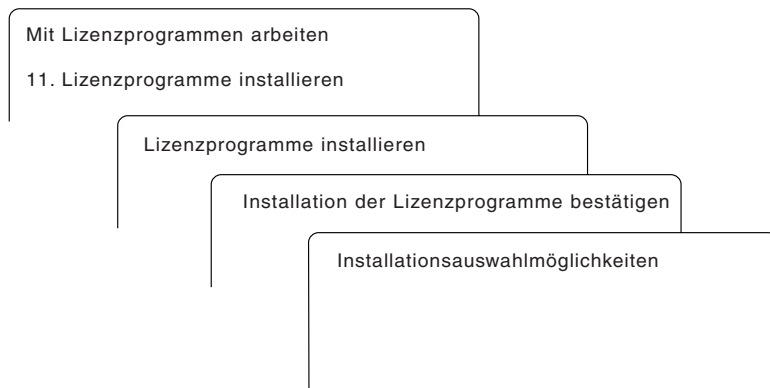 Mit Lizenzprogrammen arbeiten
11. Lizenzprogramme installieren
Lizenzprogramme installieren
Installation der Lizenzprogramme bestätigen
Installationsauswahlmöglichkeiten